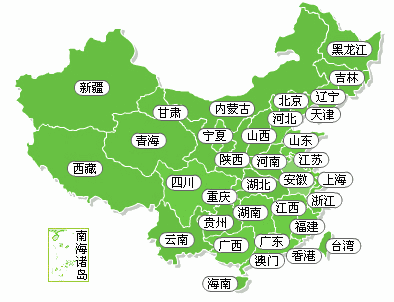 黑龙江
吉林
新疆
辽宁
北京
内蒙古
甘肃
天津
河北
宁夏
山西
青海
山东
陕西
河南
江苏
西藏
四川
湖北
安徽
上海
重庆
浙江
湖南
江西
贵州
福建
云南
广西
广东
台湾
澳门
香港
海南
南海诸岛